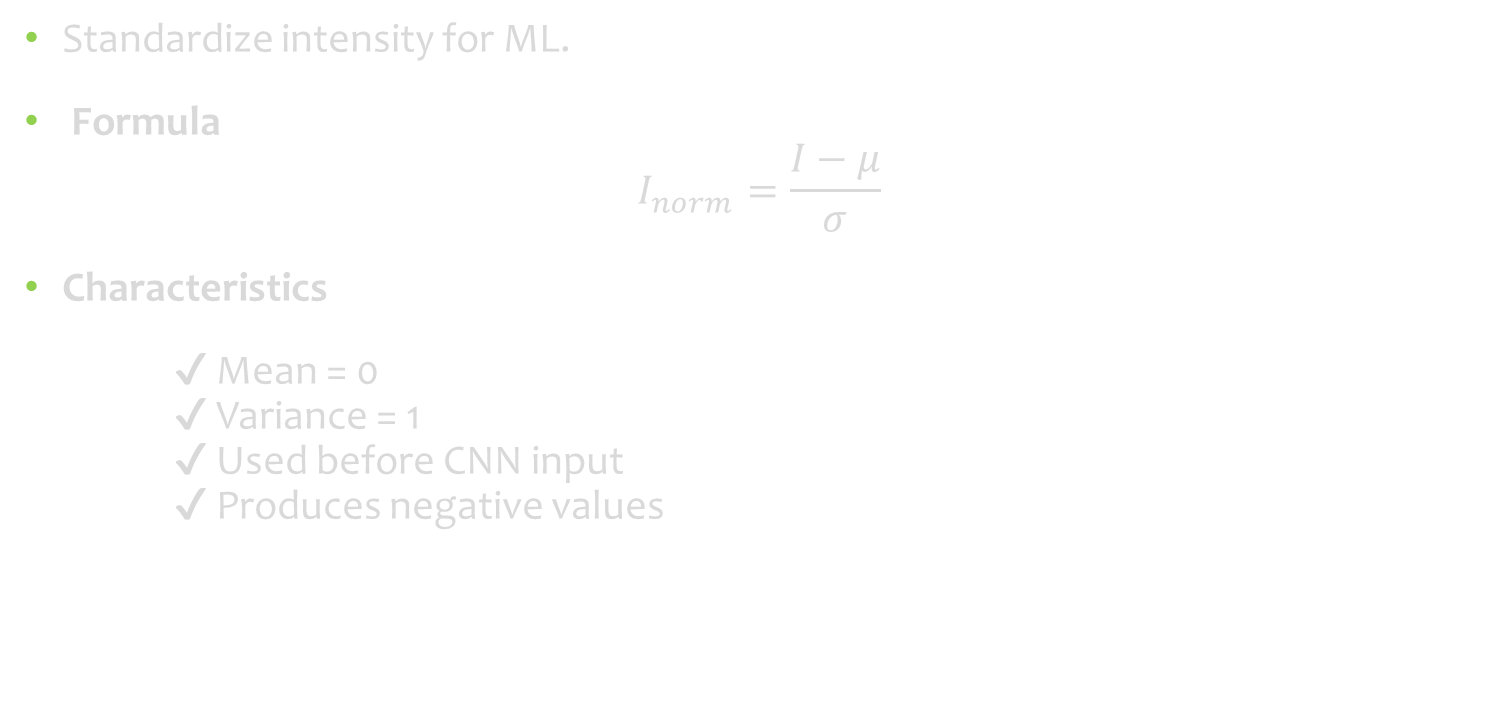 • Standardize intensity for ML.
• Formula
I_norm = (I − μ) / σ
• Characteristics
✔ Mean = 0
✔ Variance = 1
✔ Used before CNN input
✔ Produces negative values